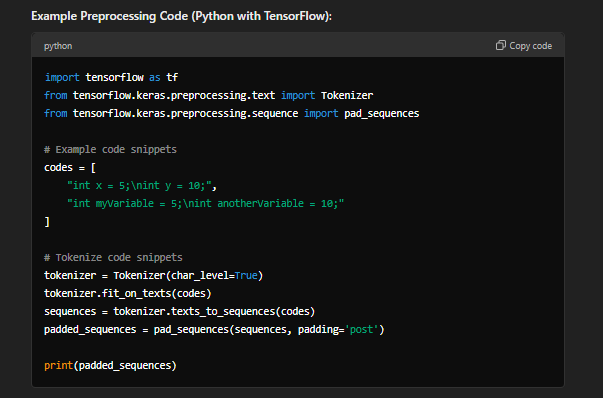 Example Preprocessing Code (Python with TensorFlow):
python
Copy code
import tensorflow as tf
from tensorflow.keras.preprocessing.text import Tokenizer
from tensorflow.keras.preprocessing.sequence import pad_sequences
# Example code snippets
codes = [
    "int x = 5;\nint y = 10;",
    "int myVariable = 5;\nint anotherVariable = 10;"
]
# Tokenize code snippets
tokenizer = Tokenizer(char_level=True)
tokenizer.fit_on_texts(codes)
sequences = tokenizer.texts_to_sequences(codes)
padded_sequences = pad_sequences(sequences, padding='post')
print(padded_sequences)